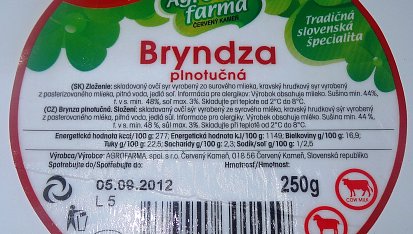 Agro
farma
ČERVENÝ KAMEŇ
Tradičná
slovenská
špecialita
Bryndza
plnotučná
(SK) Zloženie: skladovaný ovčí syr vyrobený zo surového mlieka, kravský hrudkový syr vyrobený
z pasterizovaného mlieka, pitná voda, jedlá soľ. Informácia pre alergikov: Výrobok obsahuje mlieko. Sušina min. 44%,
t. v s. min. 48%, soľ max. 3%. Skladujte pri teplote od 2°C do 8°C.
(CZ) Brynza plnotučná. Složení: skladovaný ovčí sýr vyrobený ze syrového mléka, kravský hrudkový sýr vyrobený
z pasterovaného mléka, pitná voda, jedlá sůl. Informace pro alergiky: Výrobek obsahuje mléko. Sušina min. 44%,
t. v s. min. 48 %, sůl max. 3%. Skladujte při teplotě od 2°C do 8°C.
Energetická hodnota kcal/100 g: 277; Energetická hodnota kJ/100 g: 1149; Bielkoviny g/100 g: 16,9;
Tuky g/100 g: 22,5; Sacharidy g/100 g: 2,3; Sodík/sol g/100 g: 1/2,5
Výrobca/Výrobce: AGROFARMA, spol. s r.o. Červený Kameň, 018 56 Červený Kameň, Slovenská republika
Spotrebujte do/Spotřebujte do: Hmotnosť/Hmotnost:
05.09.2012 250g
L 5
COW MILK